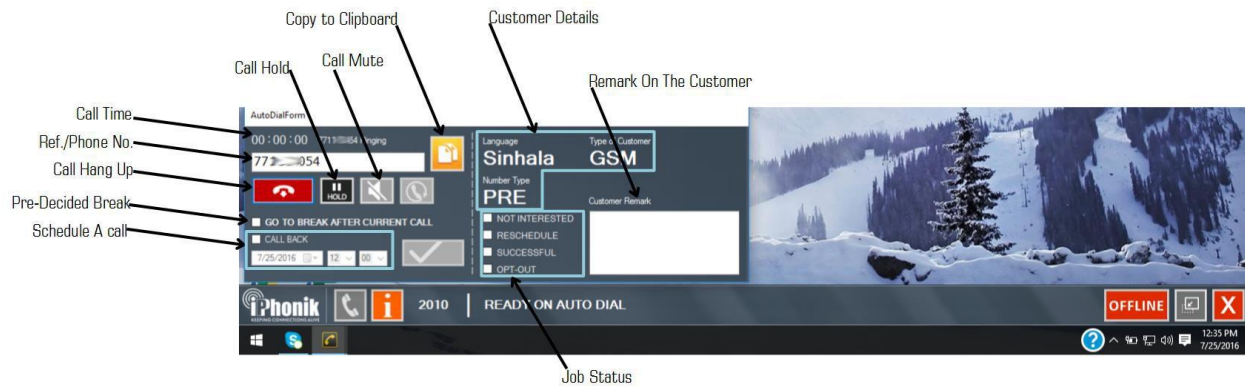 Copy to Clipboard
Customer Details
Call Hold
Call Mute
Remark On The Customer
Call Time
Ref./Phone No.
Call Hang Up
Pre-Decided Break
Schedule A call
AutoDialForm
00:00:00
Ringing
HOLD
GO TO BREAK AFTER CURRENT CALL
CALL BACK
7/25/2016 12 00
Language Type of Customer
Sinhala GSM
Number Type
PRE
Customer Remark
NOT INTERESTED
RESCHEDULE
SUCCESSFUL
OPT-OUT
iPhonik
KEEPING CONNECTIONS ALIVE
2010 | READY ON AUTO DIAL
OFFLINE
X
12:35 PM
7/25/2016
Job Status